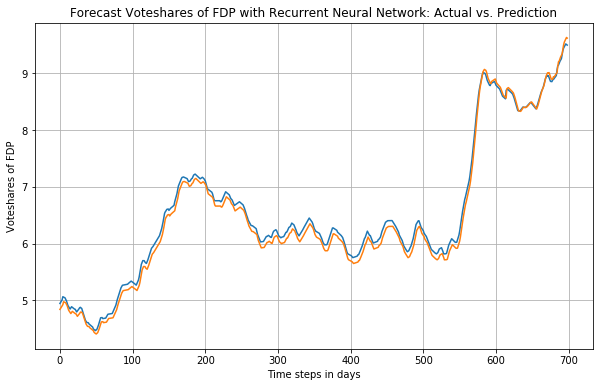 Forecast Voteshares of FDP with Recurrent Neural Network: Actual vs. Prediction
Voteshares of FDP
9
8
7
6
5
0 100 200 300 400 500 600 700
Time steps in days